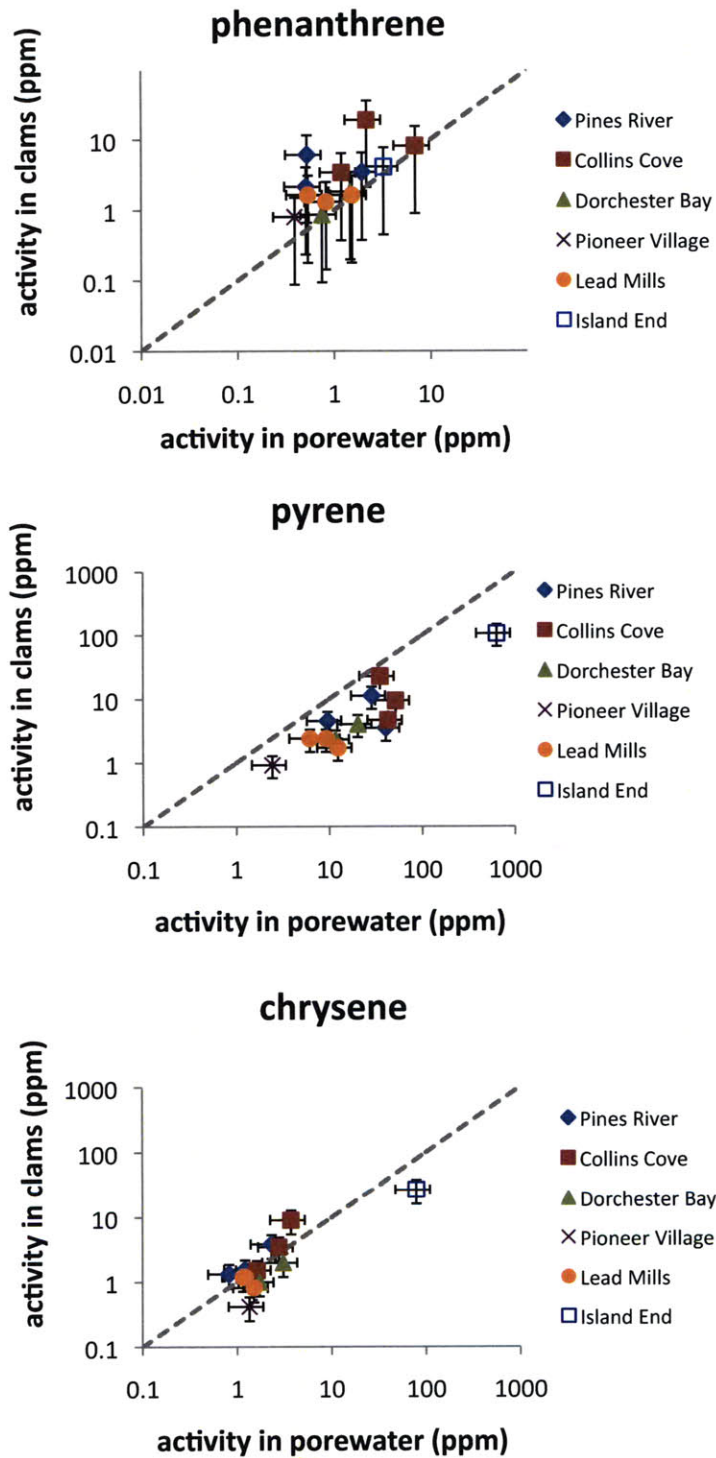 phenanthrene
activity in clams (ppm)
10
1
0.1
0.01
0.01 0.1 1 10
activity in porewater (ppm)
Pines River
Collins Cove
Dorchester Bay
Pioneer Village
Lead Mills
Island End
pyrene
activity in clams (ppm)
1000
100
10
1
0.1
0.1 1 10 100 1000
activity in porewater (ppm)
Pines River
Collins Cove
Dorchester Bay
Pioneer Village
Lead Mills
Island End
chrysene
activity in clams (ppm)
1000
100
10
1
0.1
0.1 1 10 100 1000
activity in porewater (ppm)
Pines River
Collins Cove
Dorchester Bay
Pioneer Village
Lead Mills
Island End